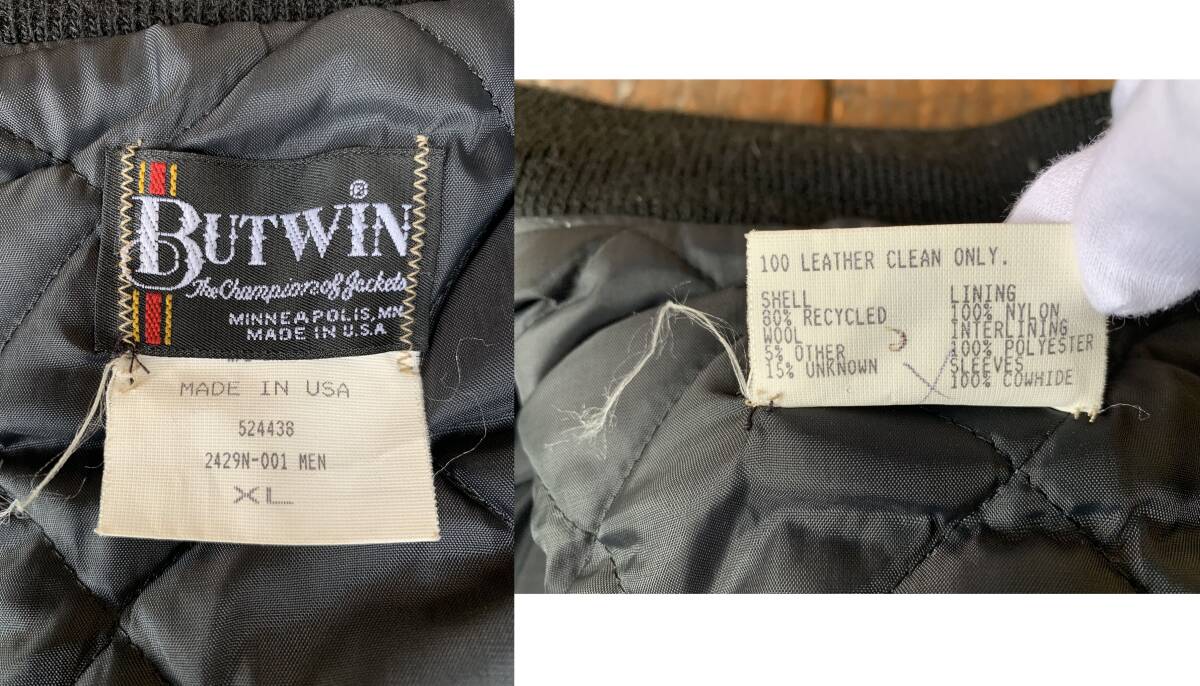 BUTWIN ®
The Champion of Jackets
MINNEAPOLIS, MN
MADE IN U.S.A
MADE IN USA
524438
2429N-001 MEN
XL
100 LEATHER CLEAN ONLY.
SHELL
80% RECYCLED
WOOL
5% OTHER
15% UNKNOWN
LINING
100% NYLON
INTERLINING
100% POLYESTER
SLEEVES
100% COWHIDE